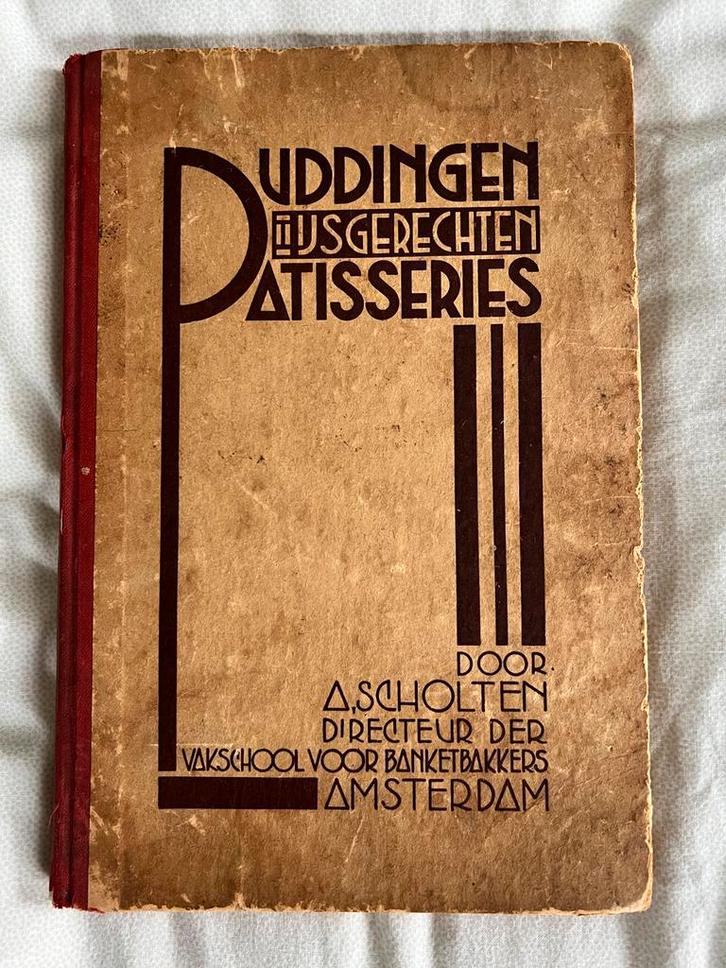 PUDDINGEN
IJSGERECHTEN
PATISSERIES
DOOR
A. SCHOLTEN
DIRECTEUR DER
VAKSCHOOL VOOR BANKETBAKKERS
AMSTERDAM